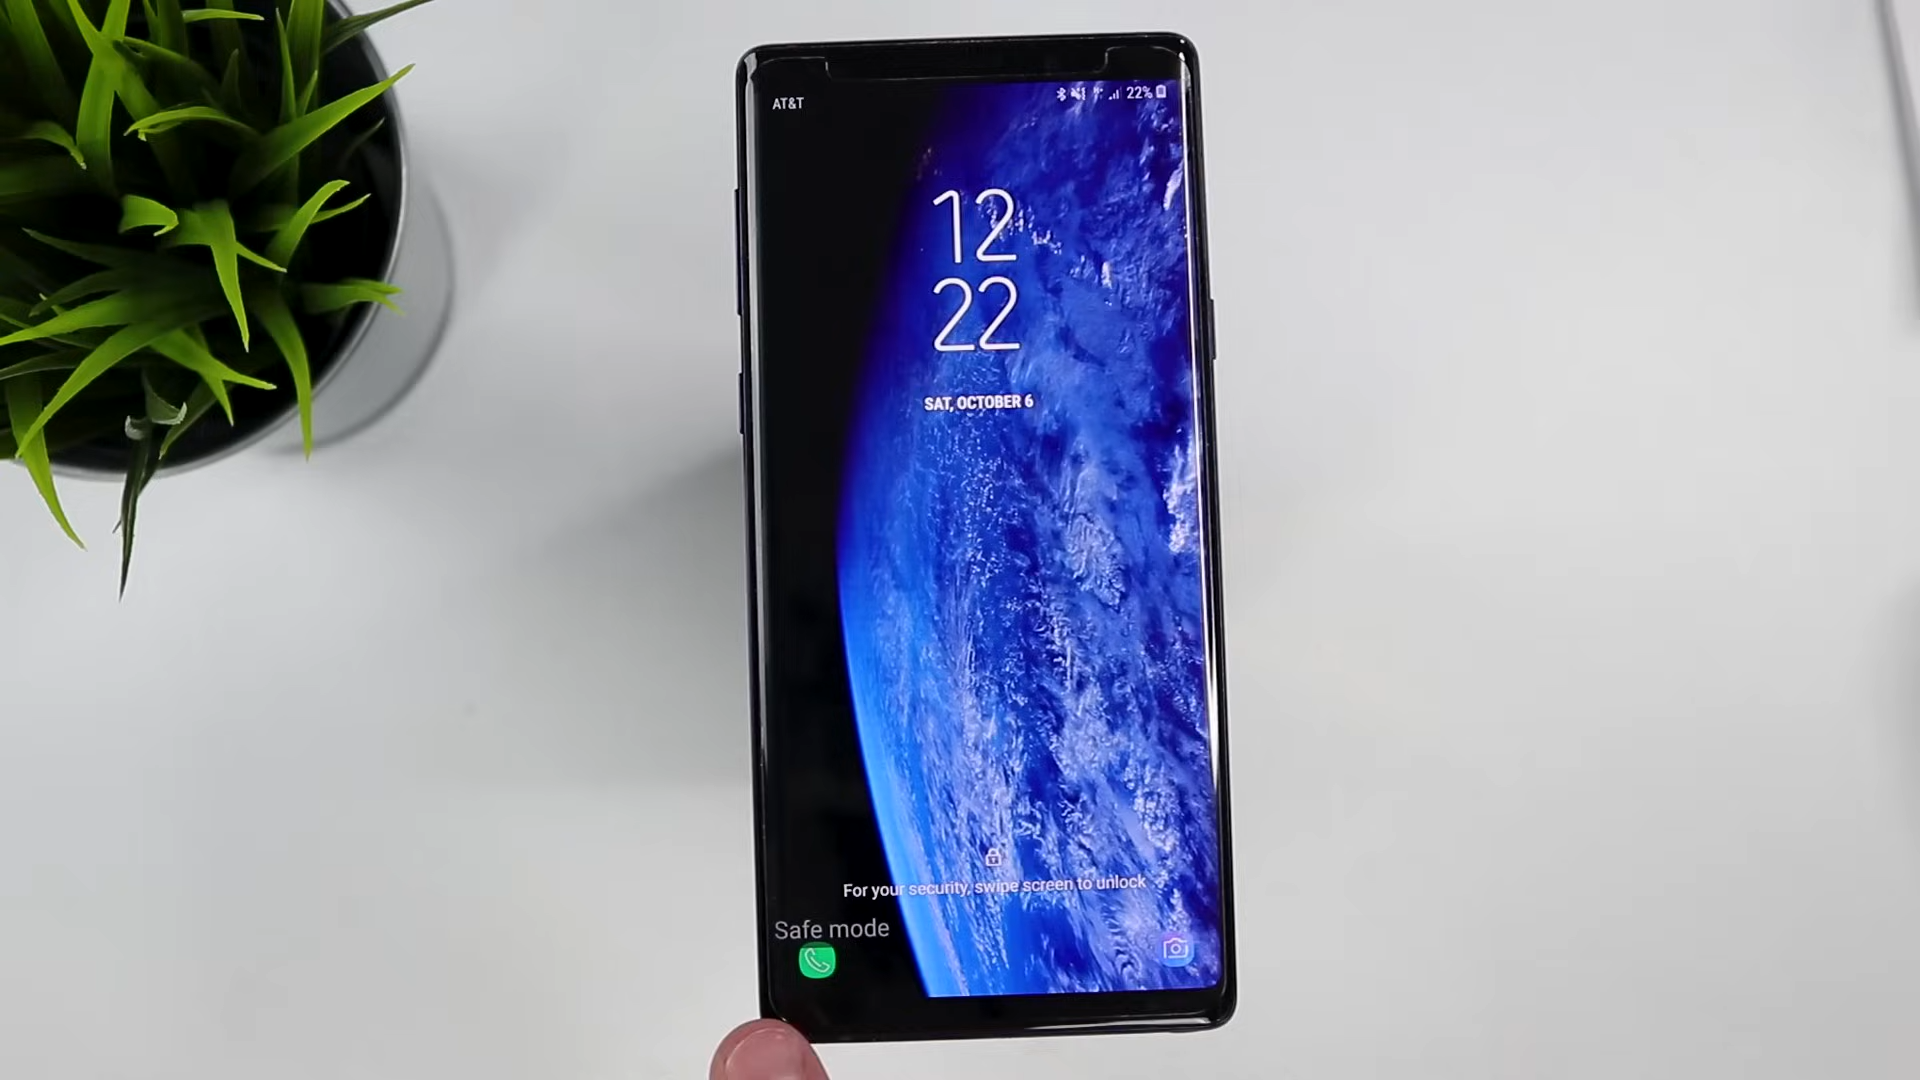 AT&T
22%
12
22
SAT, OCTOBER 6
For your security, swipe screen to unlock
Safe mode